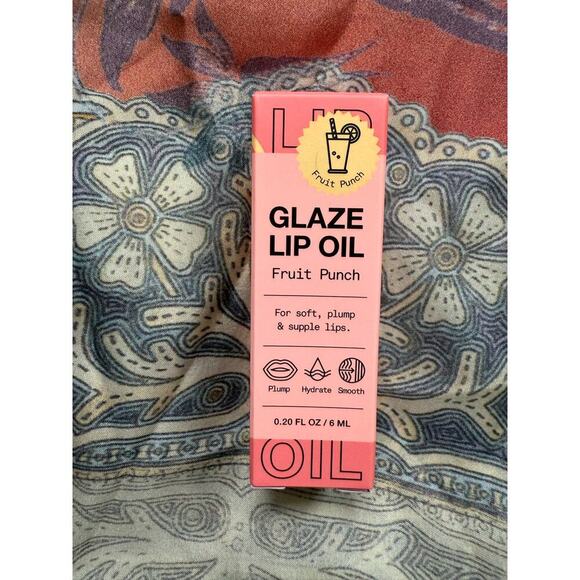 LIP
Fruit Punch
GLAZE
LIP OIL
Fruit Punch
For soft, plump
& supple lips.
Plump Hydrate Smooth
0.20 FL OZ / 6 ML
OIL